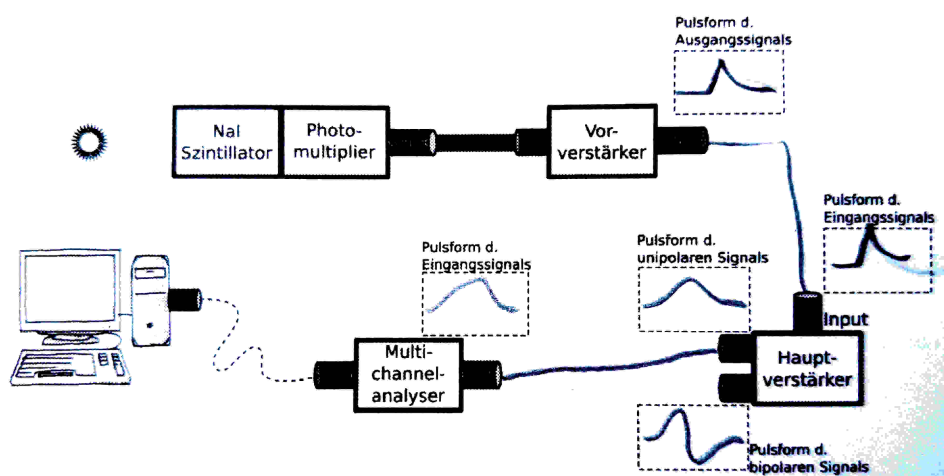 Pulsform d.
Ausgangssignals
NaI
Szintillator
Photo-
multiplier
Vor-
verstärker
Pulsform d.
Eingangssignals
Pulsform d.
Eingangssignals
Pulsform d.
unipolaren Signals
Input
Multi-
channel-
analyser
Haupt-
verstärker
Pulsform d.
bipolaren Signals